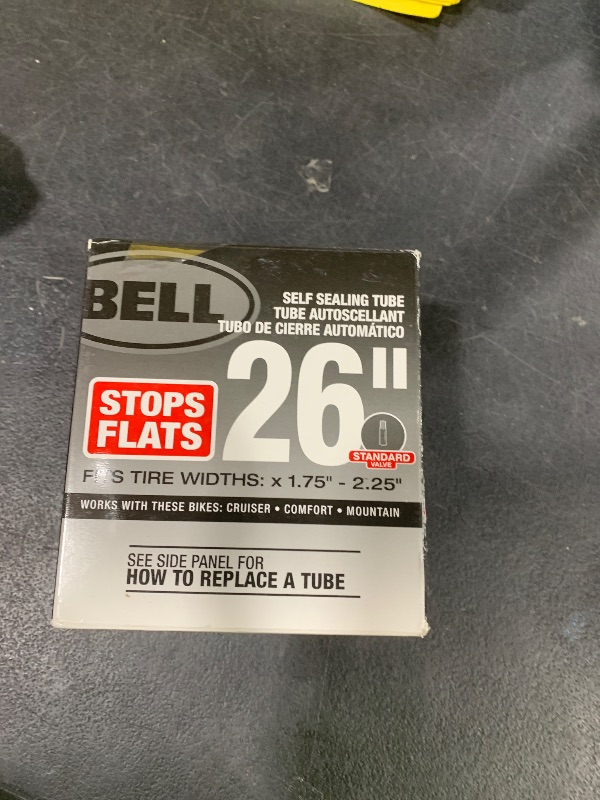 BELL
SELF SEALING TUBE
TUBE AUTOSCELLANT
TUBO DE CIERRE AUTOMÁTICO
26"
STOPS
FLATS
STANDARD
VALVE
FITS TIRE WIDTHS: x 1.75" - 2.25"
WORKS WITH THESE BIKES: CRUISER • COMFORT • MOUNTAIN
SEE SIDE PANEL FOR
HOW TO REPLACE A TUBE